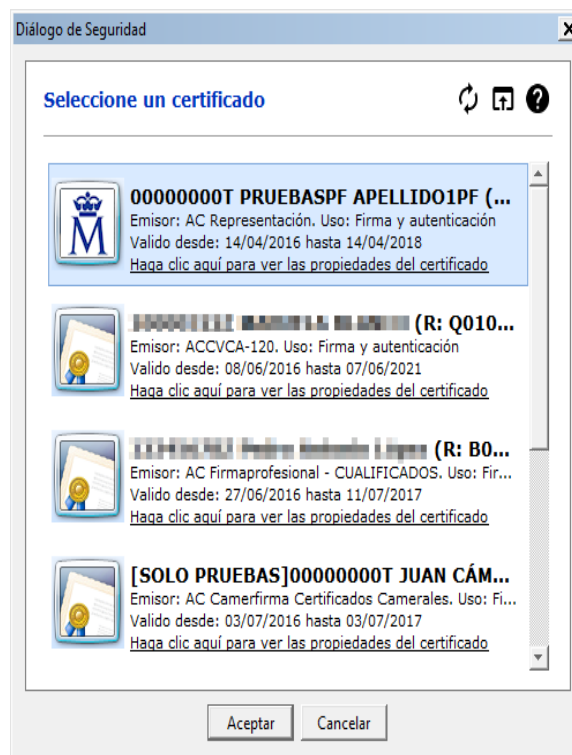 Diálogo de Seguridad
Seleccione un certificado
00000000T PRUEBASPF APELLIDO1PF (...
Emisor: AC Representación. Uso: Firma y autenticación
Valido desde: 14/04/2016 hasta 14/04/2018
Haga clic aquí para ver las propiedades del certificado
(R: Q010...
Emisor: ACCVCA-120. Uso: Firma y autenticación
Valido desde: 08/06/2016 hasta 07/06/2021
Haga clic aquí para ver las propiedades del certificado
(R: B0...
Emisor: AC Firmaprofesional - CUALIFICADOS. Uso: Fir...
Valido desde: 27/06/2016 hasta 11/07/2017
Haga clic aquí para ver las propiedades del certificado
[SOLO PRUEBAS]00000000T JUAN CÁM...
Emisor: AC Camerfirma Certificados Camerales. Uso: Fi...
Valido desde: 03/07/2016 hasta 03/07/2017
Haga clic aquí para ver las propiedades del certificado
Aceptar Cancelar